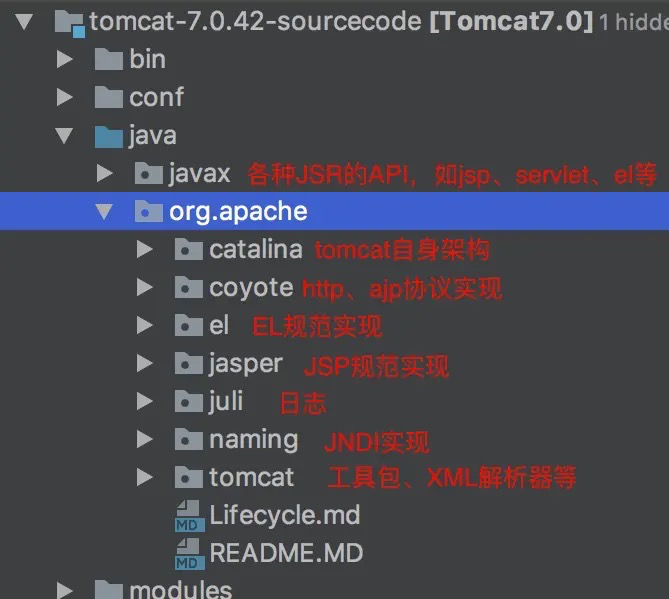 tomcat-7.0.42-sourcecode [Tomcat7.0] 1 hidde
bin
conf
java
javax 各种JSR的API，如jsp、servlet、el等
org.apache
catalina tomcat自身架构
coyote http、ajp协议实现
el EL规范实现
jasper JSP规范实现
juli 日志
naming JNDI实现
tomcat 工具包、XML解析器等
MD Lifecycle.md
MD README.MD
modules